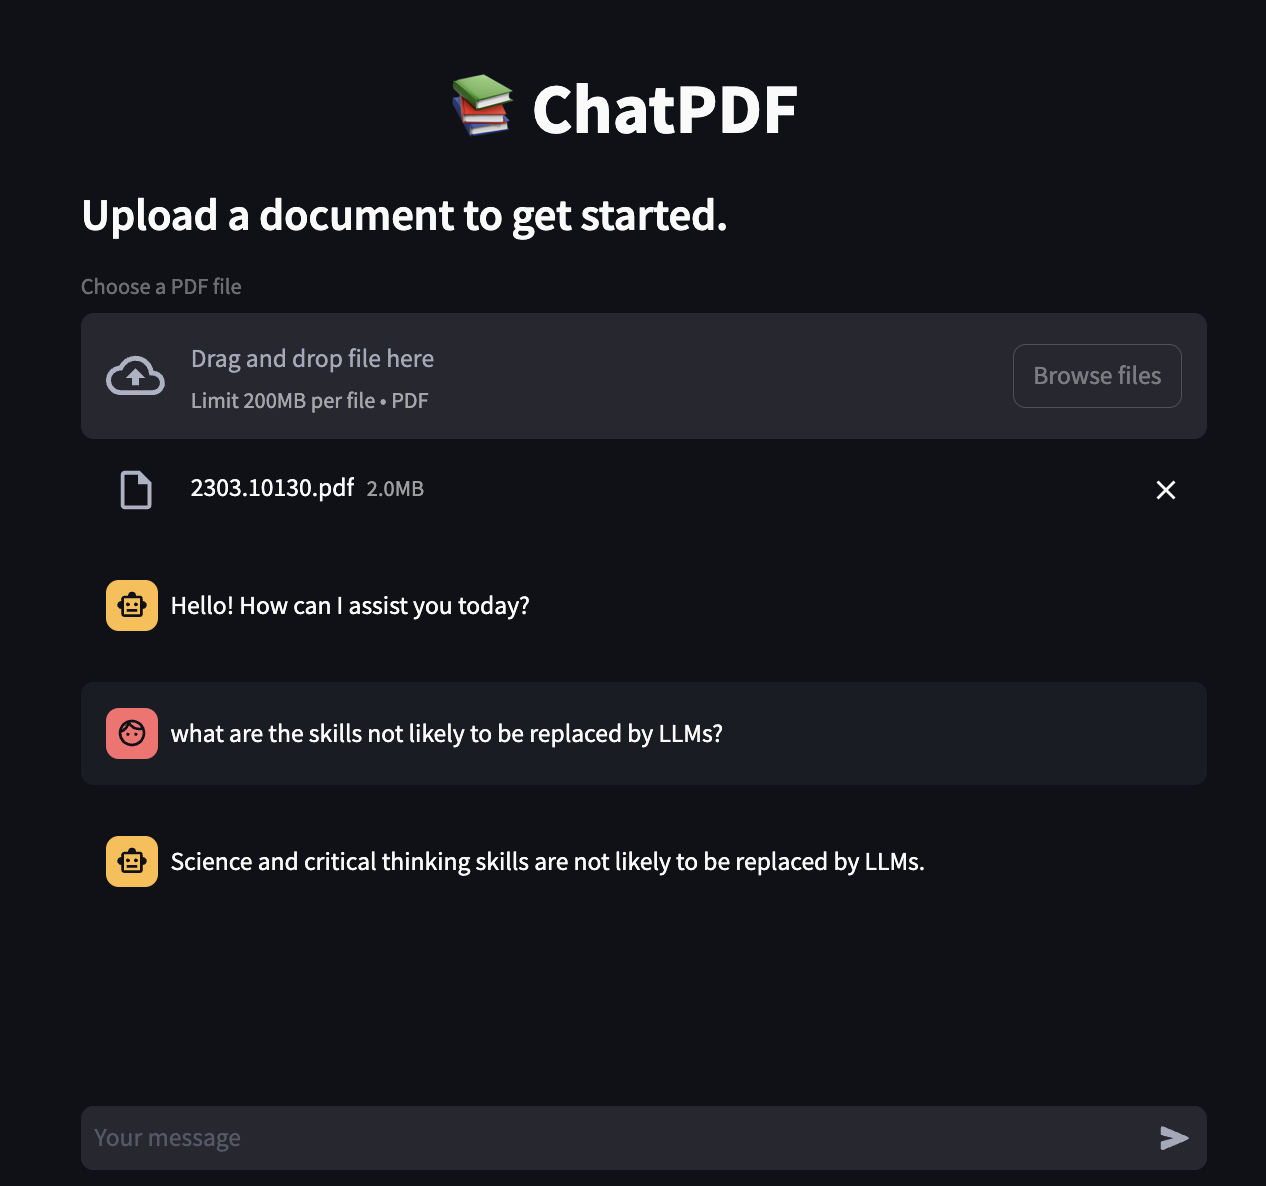 ChatPDF
Upload a document to get started.
Choose a PDF file
Drag and drop file here
Limit 200MB per file • PDF
Browse files
2303.10130.pdf 2.0MB
Hello! How can I assist you today?
what are the skills not likely to be replaced by LLMs?
Science and critical thinking skills are not likely to be replaced by LLMs.
Your message